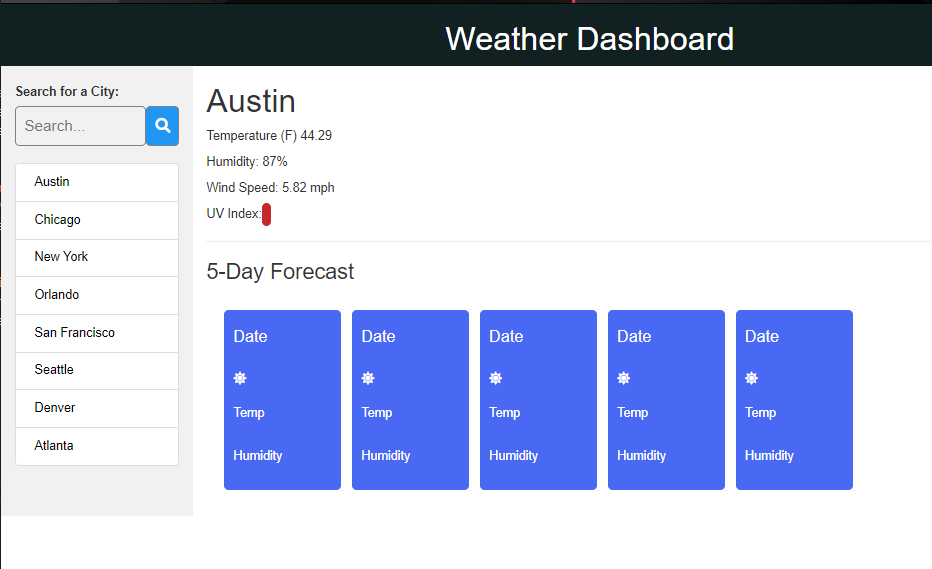 Weather Dashboard
Search for a City:
Search...
Austin
Chicago
New York
Orlando
San Francisco
Seattle
Denver
Atlanta
Austin
Temperature (F) 44.29
Humidity: 87%
Wind Speed: 5.82 mph
UV Index:
5-Day Forecast
Date Date Date Date Date
Temp Temp Temp Temp Temp
Humidity Humidity Humidity Humidity Humidity